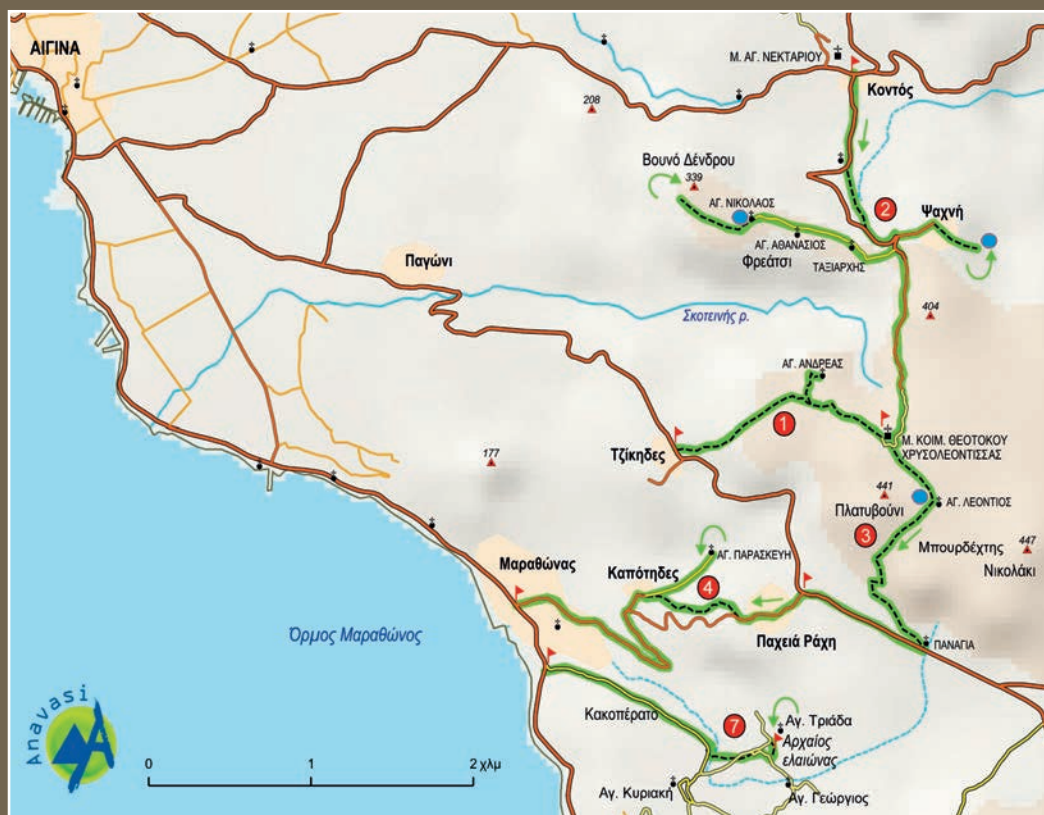 ΑΙΓΙΝΑ
Μ. ΑΓ. ΝΕΚΤΑΡΙΟΥ
Κοντός
208
Βουνό Δένδρου
339
ΑΓ. ΝΙΚΟΛΑΟΣ
2
Ψαχνή
ΑΓ. ΑΘΑΝΑΣΙΟΣ
Φρεάτσι
ΤΑΞΙΑΡΧΗΣ
Παγώνι
Σκοτεινής ρ.
404
ΑΓ. ΑΝΔΡΕΑΣ
1
Τζίκηδες
Μ. ΚΟΙΜ. ΘΕΟΤΟΚΟΥ
ΧΡΥΣΟΛΕΟΝΤΙΣΣΑΣ
177
441
Πλατυβούνι
ΑΓ. ΛΕΟΝΤΙΟΣ
3
Μπουρδέχτης
447
Νικολάκι
Μαραθώνας
Καπότηδες
ΑΓ. ΠΑΡΑΣΚΕΥΗ
4
Παχειά Ράχη
ΠΑΝΑΓΙΑ
Όρμος Μαραθώνος
Κακοπέρατο
7
Αγ. Τριάδα
Αρχαίος
ελαιώνας
Αγ. Κυριακή
Αγ. Γεώργιος
Anavasi
0
1
2 χλμ